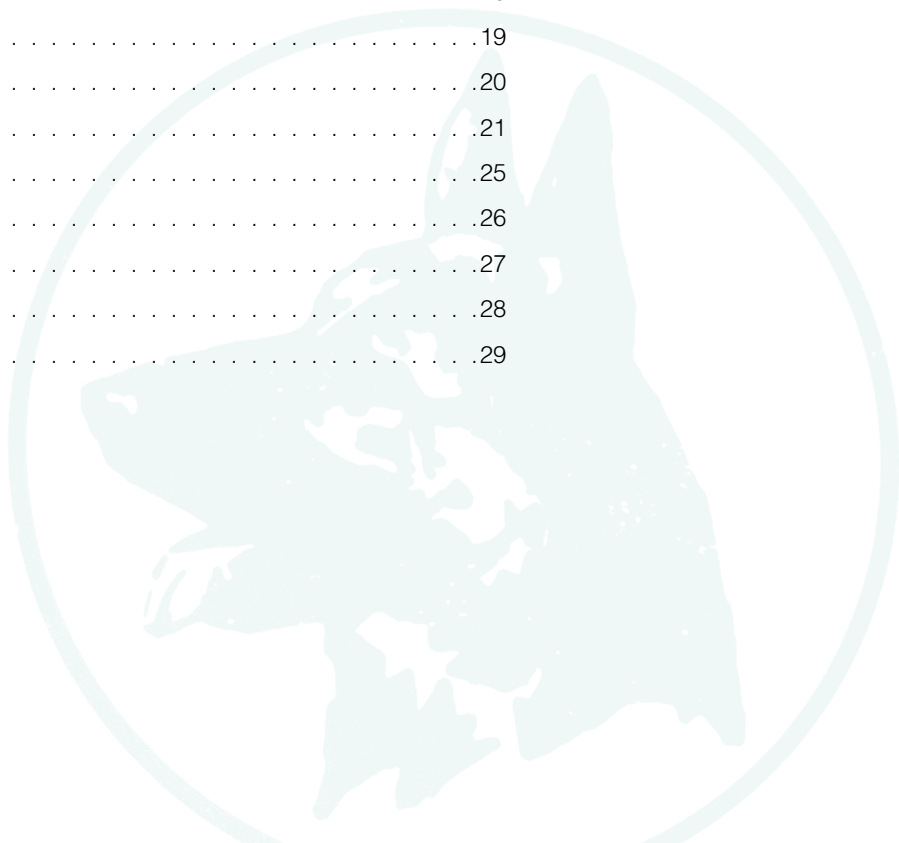 . . . . . . . . . . . . . . . . . . . . . . . .19
. . . . . . . . . . . . . . . . . . . . . . . .20
. . . . . . . . . . . . . . . . . . . . . . . .21
. . . . . . . . . . . . . . . . . . . . . . . .25
. . . . . . . . . . . . . . . . . . . . . . . .26
. . . . . . . . . . . . . . . . . . . . . . . .27
. . . . . . . . . . . . . . . . . . . . . . . .28
. . . . . . . . . . . . . . . . . . . . . . . .29